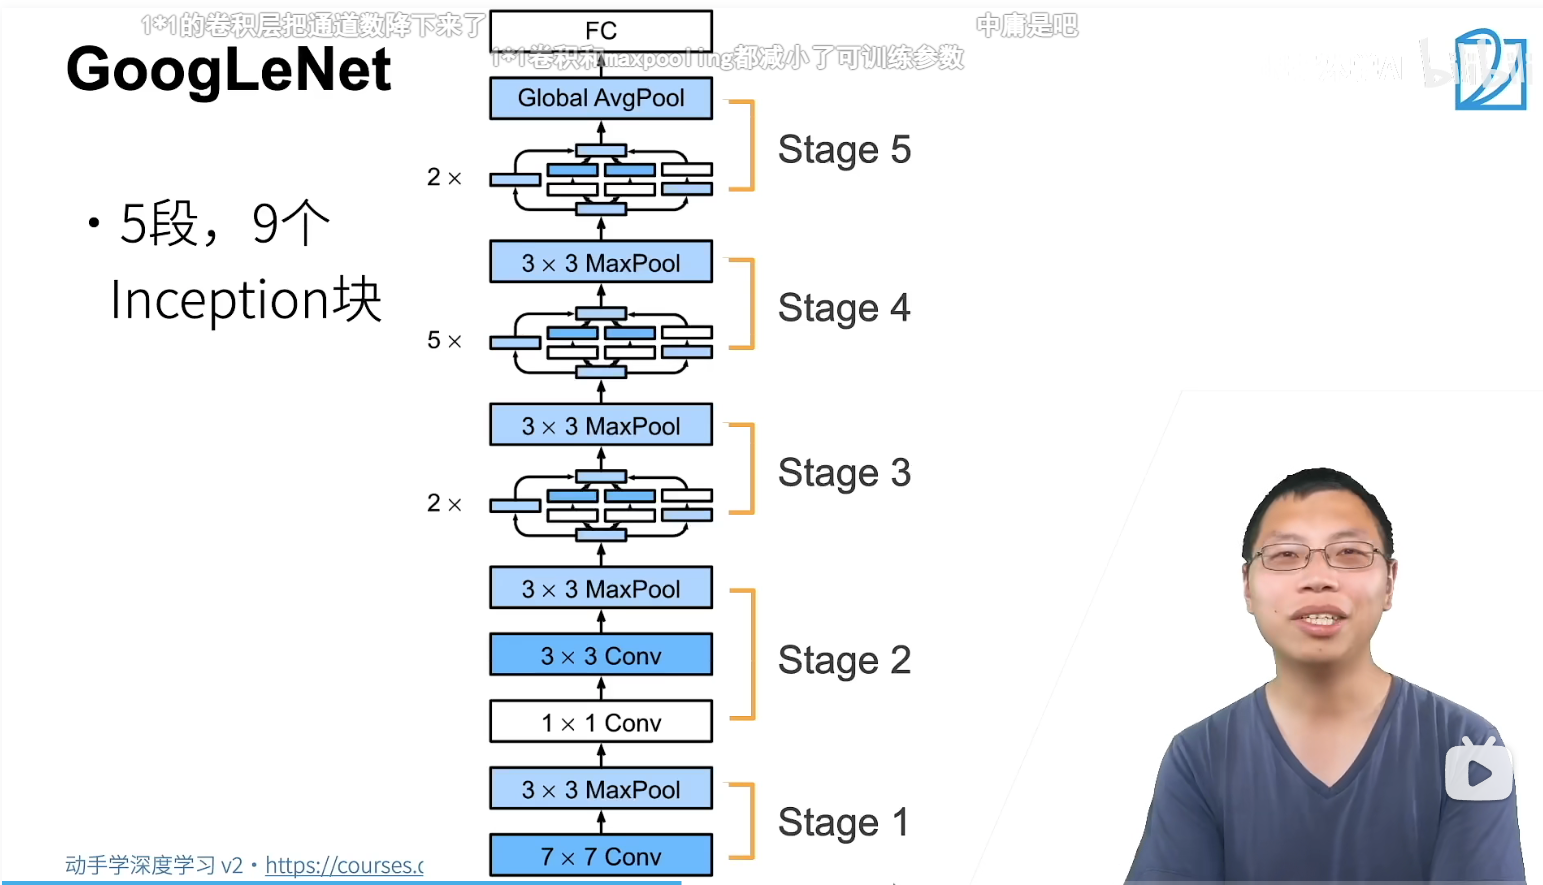 1*1的卷积层把通道数降下来了
中庸是吧
1*1卷积和maxpooling都减小了可训练参数
GoogLeNet
• 5段，9个
Inception块
FC
Global AvgPool
Stage 5
2 ×
3 × 3 MaxPool
Stage 4
5 ×
3 × 3 MaxPool
Stage 3
2 ×
3 × 3 MaxPool
3 × 3 Conv
Stage 2
1 × 1 Conv
3 × 3 MaxPool
Stage 1
7 × 7 Conv
动手学深度学习 v2 • https://courses.d
bilibili